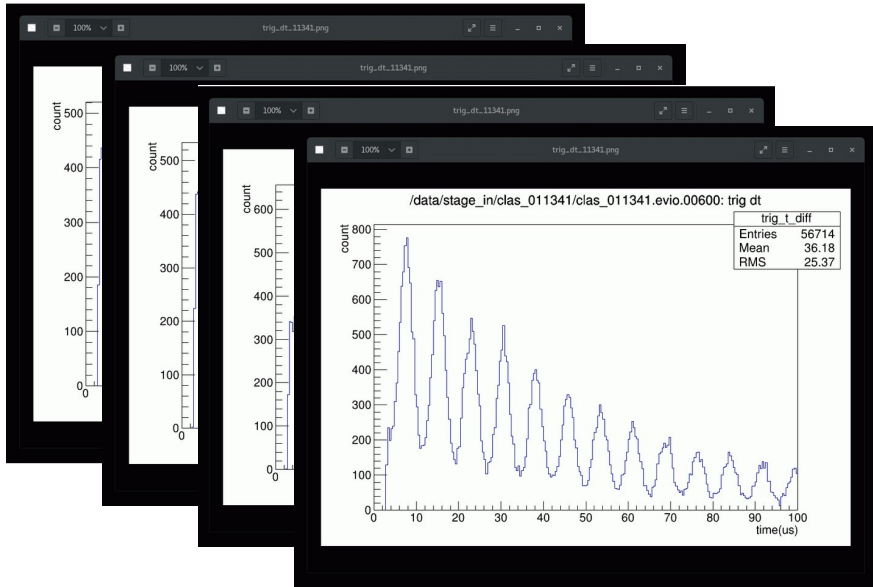 100%
trig_dt_11341.png
count
500
400
300
200
100
0
0
100%
trig_dt_11341.png
count
500
400
300
200
100
0
0
100%
trig_dt_11341.png
count
600
500
400
300
200
100
0
0
100%
trig_dt_11341.png
/data/stage_in/clas_011341/clas_011341.evio.00600: trig dt
trig_t_diff
Entries 56714
Mean 36.18
RMS 25.37
count
800
700
600
500
400
300
200
100
0
0 10 20 30 40 50 60 70 80 90 100
time(us)